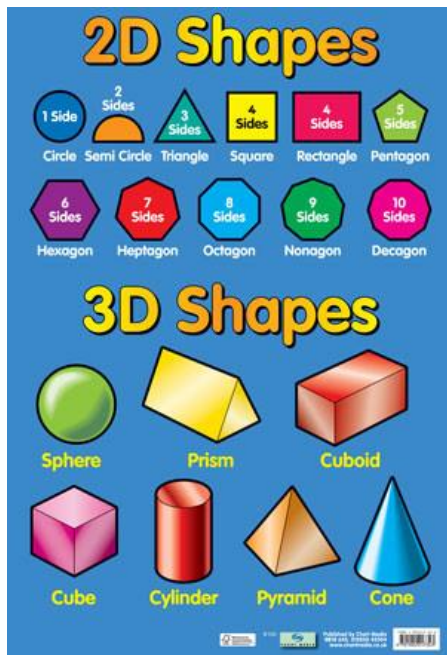 2D Shapes
1 Side
2
Sides
3
Sides
4
Sides
4
Sides
5
Sides
Circle Semi Circle Triangle Square Rectangle Pentagon
6
Sides
7
Sides
8
Sides
9
Sides
10
Sides
Hexagon Heptagon Octagon Nonagon Decagon
3D Shapes
Sphere Prism Cuboid
Cube Cylinder Pyramid Cone
Published by Chart Media
www.chartmedia.co.uk